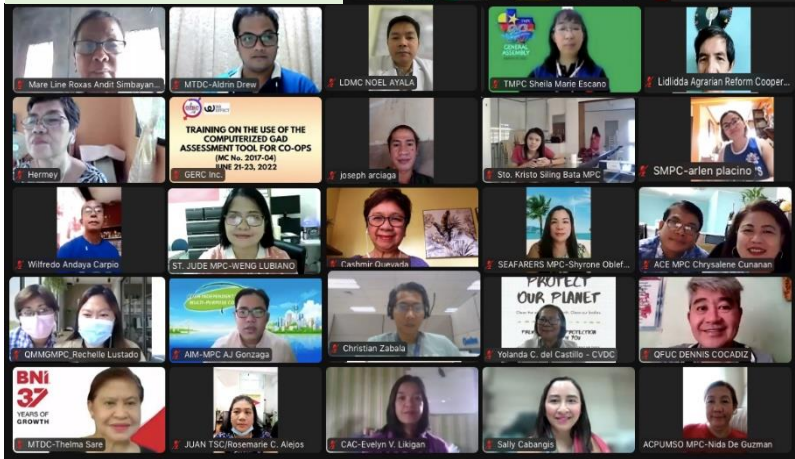 Mare Line Roxas Andit Simbayan...
MTDC-Aldrin Drew
LDMC NOEL AYALA
GENERAL
ASSEMBLY
TMPC Sheila Marie Escano
Lidlidda Agrarian Reform Cooper...
Hermey
TRAINING ON THE USE OF THE
COMPUTERIZED GAD
ASSESSMENT TOOL FOR CO-OPS
(MC No. 2017-04)
JUNE 21-23, 2022
GERC Inc.
joseph arciaga
Sto. Kristo Siling Bata MPC
SMPC-arlen placino 'S
Wilfredo Andaya Carpio
ST. JUDE MPC-WENG LUBIANO
Cashmir Quevada
SEAFARERS MPC-Shyrone Oblef...
ACE MPC Chrysalene Cunanan
QMMGMPC_Rechelle Lustado
AIM-MPC AJ Gonzaga
Christian Zabala
PROTECT
OUR PLANET
Yolanda C. del Castillo - CVDC
QFUC DENNIS COCADIZ
BNi
37
YEARS OF
GROWTH
MTDC-Thelma Sare
JUAN TSC/Rosemarie C. Alejos
CAC-Evelyn V. Likigan
Sally Cabangis
ACPUMSO MPC-Nida De Guzman